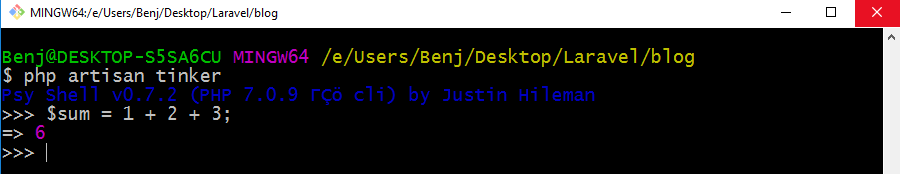 MINGW64:/e/Users/Benj/Desktop/Laravel/blog
Benj@DESKTOP-S5SA6CU MINGW64 /e/Users/Benj/Desktop/Laravel/blog
$ php artisan tinker
Psy Shell v0.7.2 (PHP 7.0.9 ΓÇö cli) by Justin Hileman
>>> $sum = 1 + 2 + 3;
=> 6
>>>